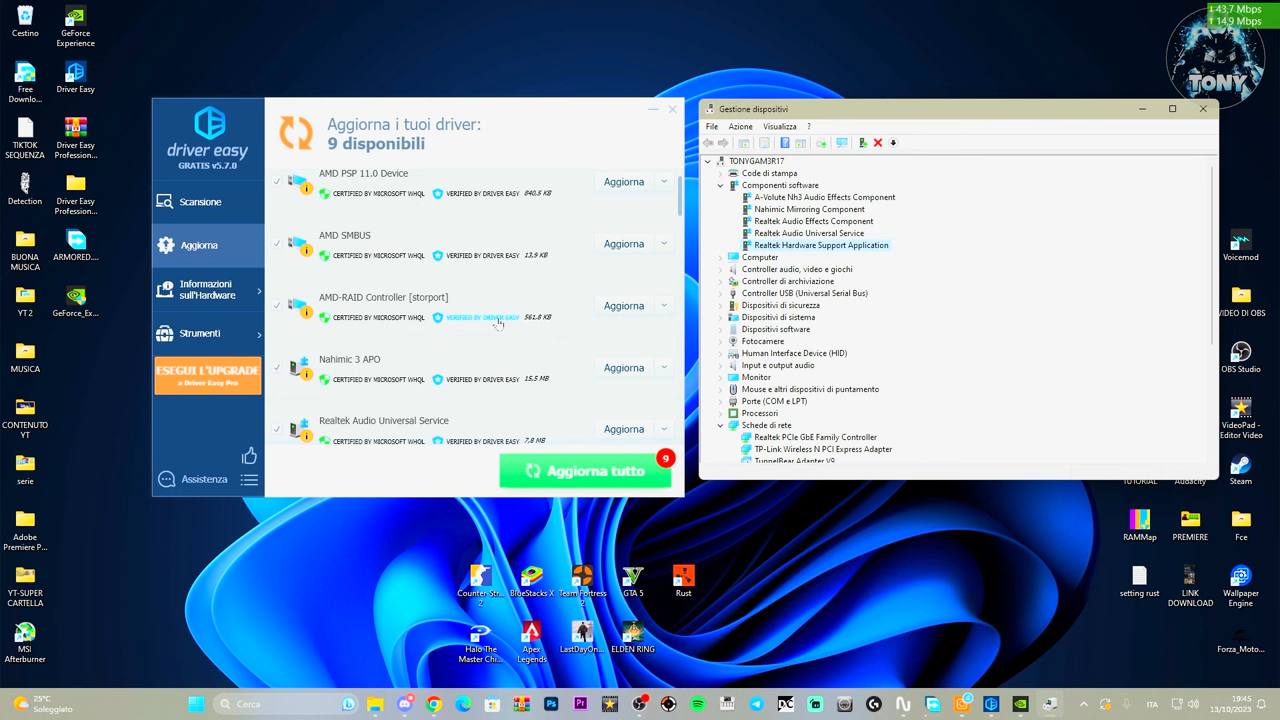 Cestino
GeForce
Experience
Free
Downlo...
Driver Easy
TIKTOK
SEQUENZA
Driver Easy
Profession...
Detection
Driver Easy
Profession...
BUONA
MUSICA
ARMORED....
YT 2
GeForce_Ex...
MUSICA
CONTENUTO
YT
serie
Adobe
Premiere P...
YT-SUPER
CARTELLA
MSI
Afterburner
driver easy
GRATIS v5.7.0
Scansione
Aggiorna
Informazioni
sull'Hardware
Strumenti
ESEGUI L'UPGRADE
a Driver Easy Pro
Assistenza
Aggiorna i tuoi driver:
9 disponibili
AMD PSP 11.0 Device
CERTIFIED BY MICROSOFT WHQL VERIFIED BY DRIVER EASY 840,5 KB
Aggiorna
AMD SMBUS
CERTIFIED BY MICROSOFT WHQL VERIFIED BY DRIVER EASY 13,9 KB
Aggiorna
AMD-RAID Controller [storport]
CERTIFIED BY MICROSOFT WHQL VERIFIED BY DRIVER EASY 561,8 KB
Aggiorna
Nahimic 3 APO
CERTIFIED BY MICROSOFT WHQL VERIFIED BY DRIVER EASY 15,5 MB
Aggiorna
Realtek Audio Universal Service
CERTIFIED BY MICROSOFT WHQL VERIFIED BY DRIVER EASY 7,8 MB
Aggiorna
Aggiorna tutto
9
Gestione dispositivi
File Azione Visualizza ?
TONYGAM3R17
Code di stampa
Componenti software
A-Volute Nh3 Audio Effects Component
Nahimic Mirroring Component
Realtek Audio Effects Component
Realtek Audio Universal Service
Realtek Hardware Support Application
Computer
Controller audio, video e giochi
Controller di archiviazione
Controller USB (Universal Serial Bus)
Dispositivi di sicurezza
Dispositivi di sistema
Dispositivi software
Fotocamere
Human Interface Device (HID)
Input e output audio
Monitor
Mouse e altri dispositivi di puntamento
Porte (COM e LPT)
Processori
Schede di rete
Realtek PCIe GbE Family Controller
TP-Link Wireless N PCI Express Adapter
TunnelBear Adapter V9
43,7 Mbps
14,9 Mbps
TONY
Voicemod
VIDEO DI OBS
OBS Studio
VideoPad -
Editor Video
TUTORIAL
Audacity
Steam
RAMMap
PREMIERE
Fce
setting rust
LINK
DOWNLOAD
Wallpaper
Engine
Forza_Moto...
Counter-Str...
2
BlueStacks X
Team Fortress
2
GTA 5
Rust
Halo The
Master Chi...
Apex
Legends
LastDayOn...
ELDEN RING
25°C
Soleggiato
Cerca
ITA
19:45
13/10/2023